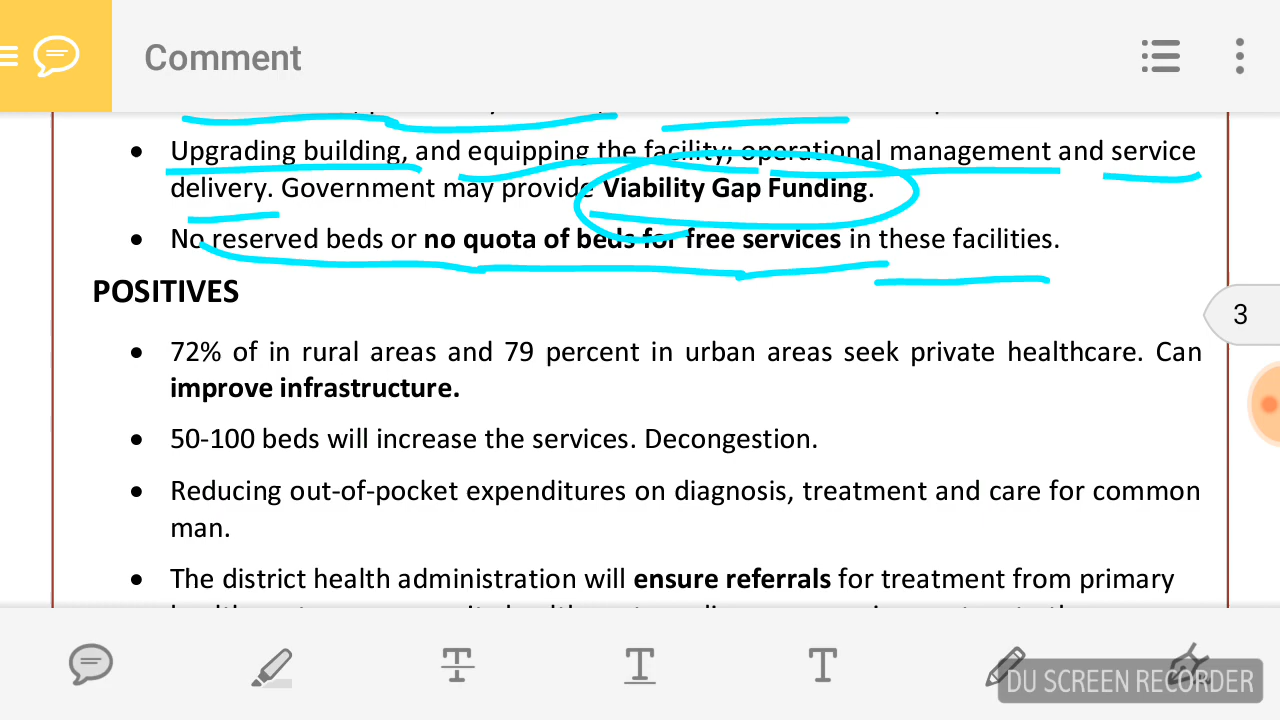 Comment
Upgrading building, and equipping the facility; operational management and service
delivery. Government may provide Viability Gap Funding.
No reserved beds or no quota of beds for free services in these facilities.
POSITIVES
72% of in rural areas and 79 percent in urban areas seek private healthcare. Can
improve infrastructure.
50-100 beds will increase the services. Decongestion.
Reducing out-of-pocket expenditures on diagnosis, treatment and care for common
man.
The district health administration will ensure referrals for treatment from primary
3
T
T
T
DU SCREEN RECORDER